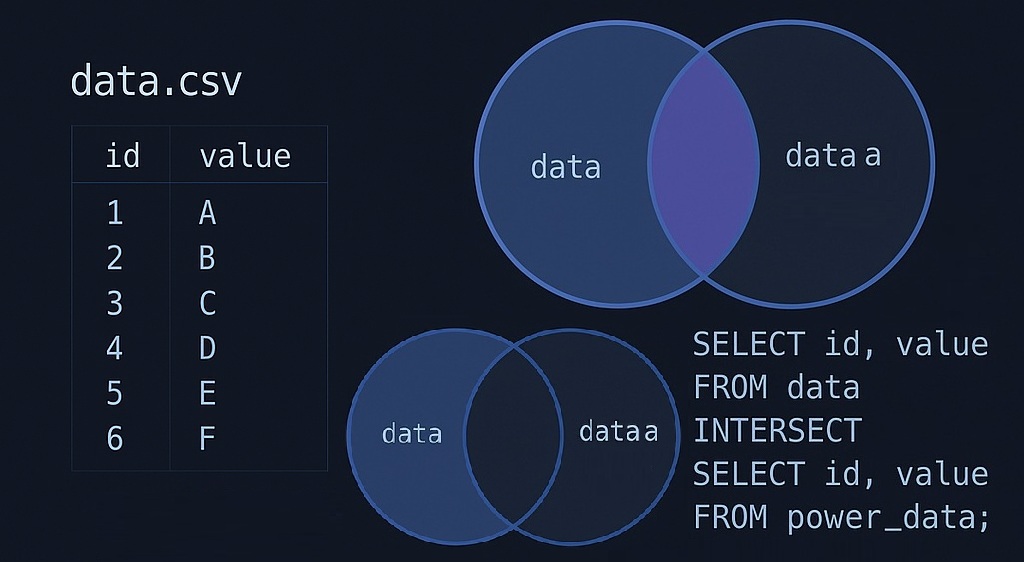 data.csv
id value
1 A
2 B
3 C
4 D
5 E
6 F
data
data a
data
dataa
SELECT id, value
FROM data
INTERSECT
SELECT id, value
FROM power_data;